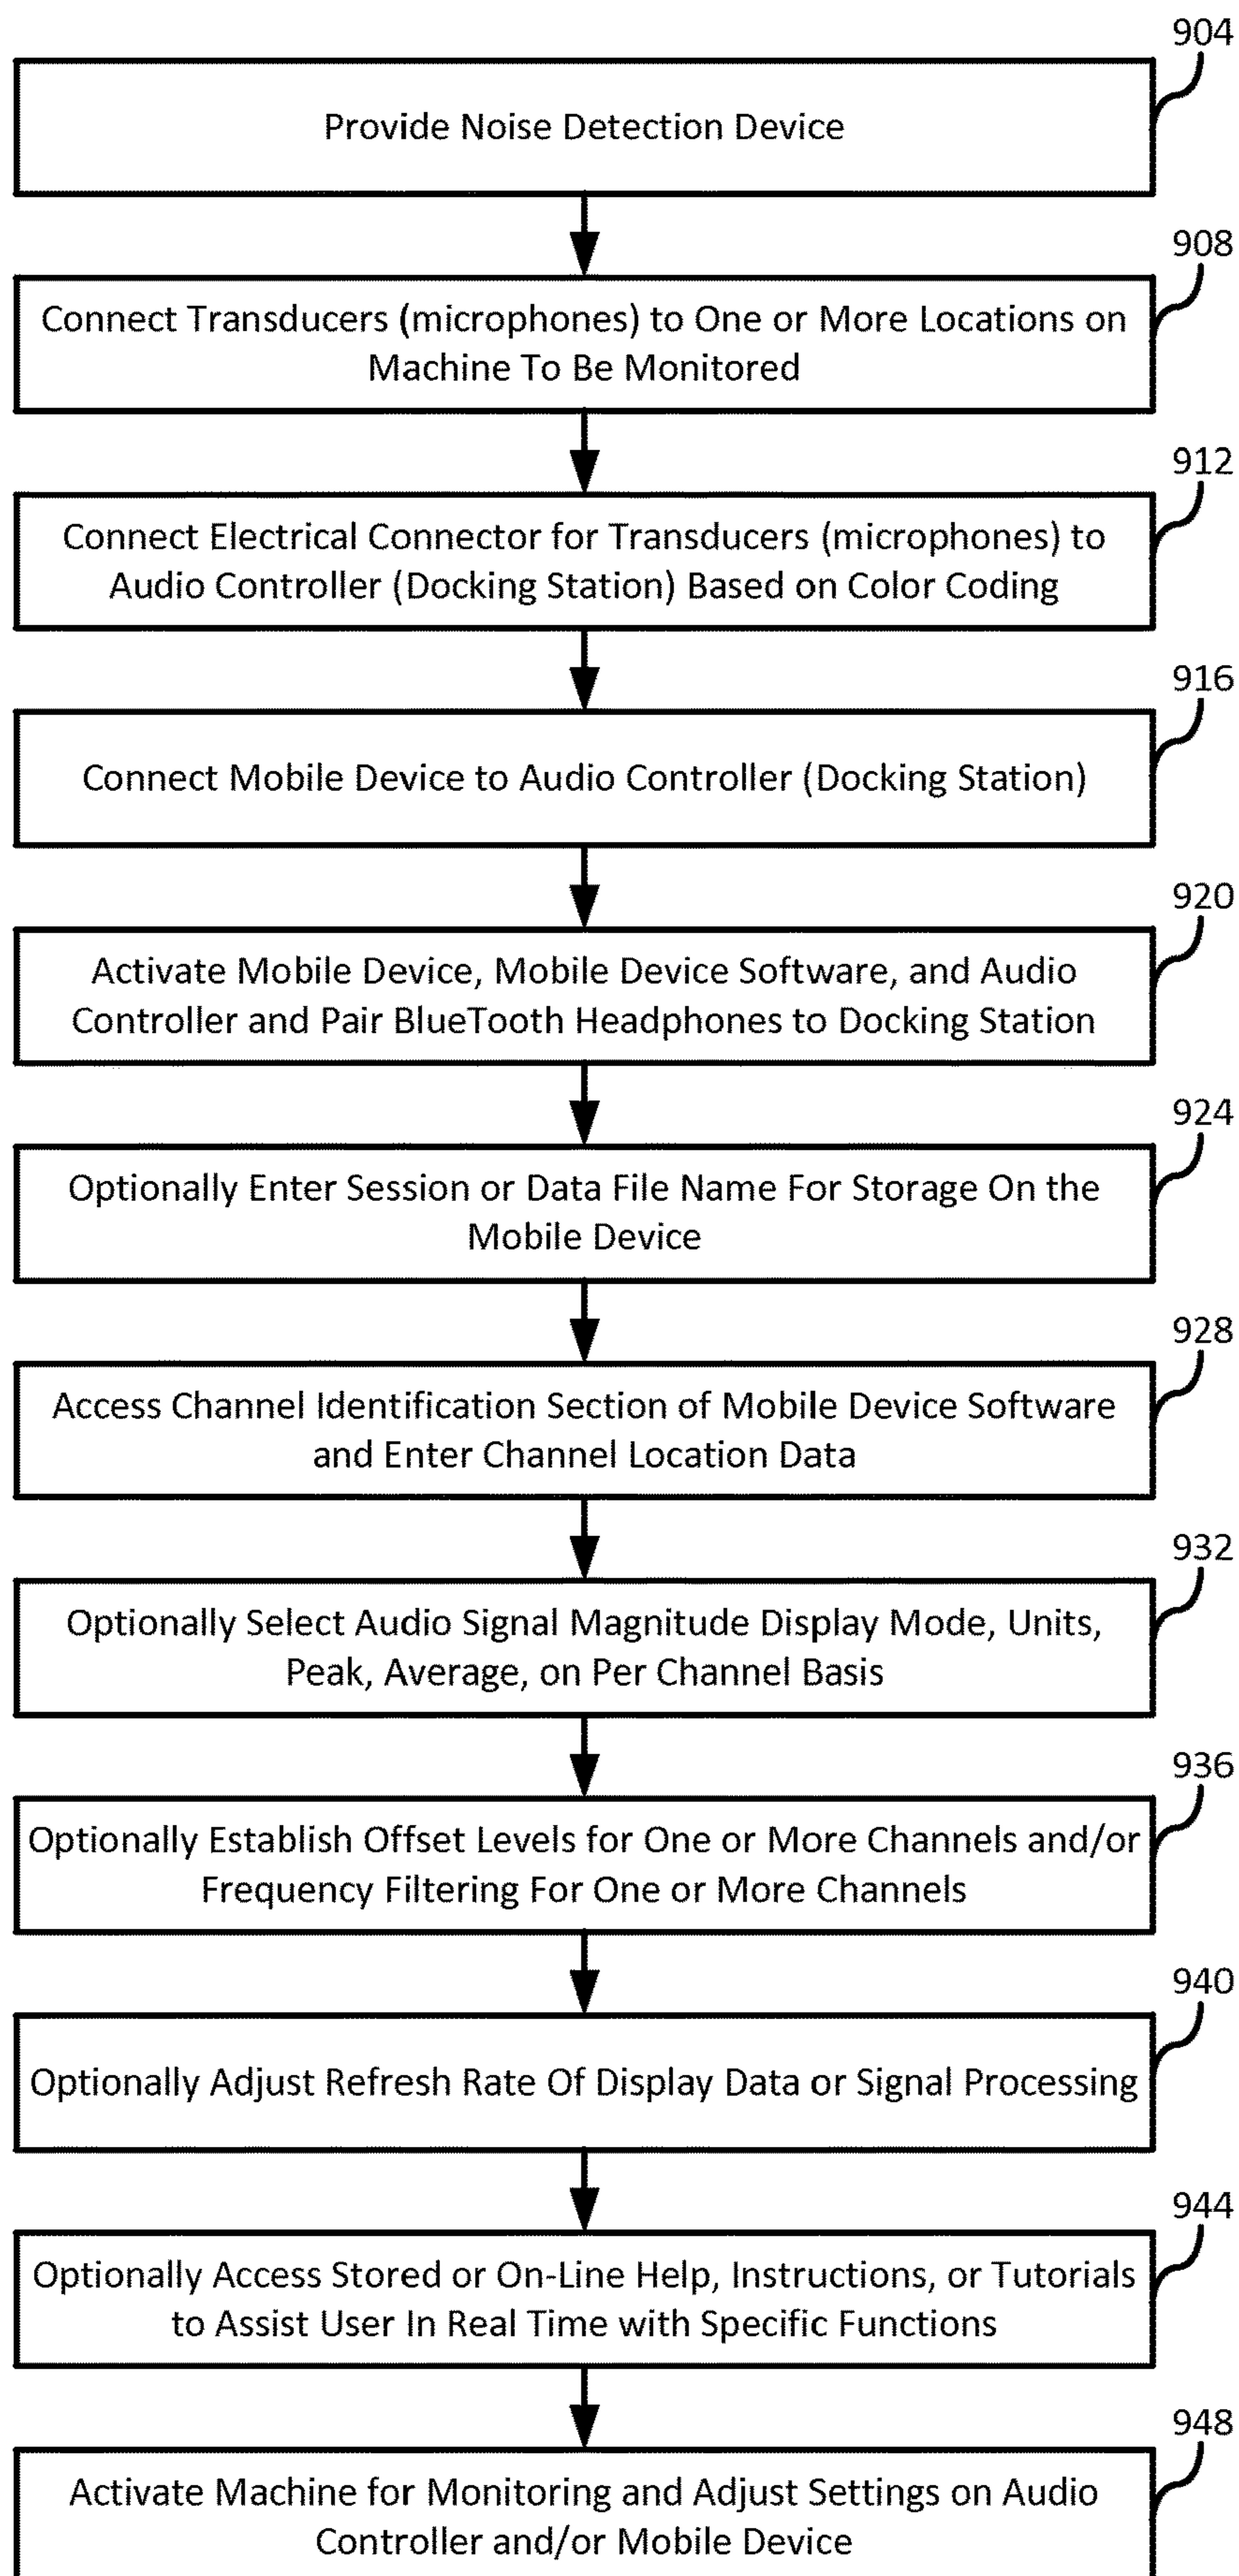 904
Provide Noise Detection Device
908
Connect Transducers (microphones) to One or More Locations on
Machine To Be Monitored
912
Connect Electrical Connector for Transducers (microphones) to
Audio Controller (Docking Station) Based on Color Coding
916
Connect Mobile Device to Audio Controller (Docking Station)
920
Activate Mobile Device, Mobile Device Software, and Audio
Controller and Pair BlueTooth Headphones to Docking Station
924
Optionally Enter Session or Data File Name For Storage On the
Mobile Device
928
Access Channel Identification Section of Mobile Device Software
and Enter Channel Location Data
932
Optionally Select Audio Signal Magnitude Display Mode, Units,
Peak, Average, on Per Channel Basis
936
Optionally Establish Offset Levels for One or More Channels and/or
Frequency Filtering For One or More Channels
940
Optionally Adjust Refresh Rate Of Display Data or Signal Processing
944
Optionally Access Stored or On-Line Help, Instructions, or Tutorials
to Assist User In Real Time with Specific Functions
948
Activate Machine for Monitoring and Adjust Settings on Audio
Controller and/or Mobile Device